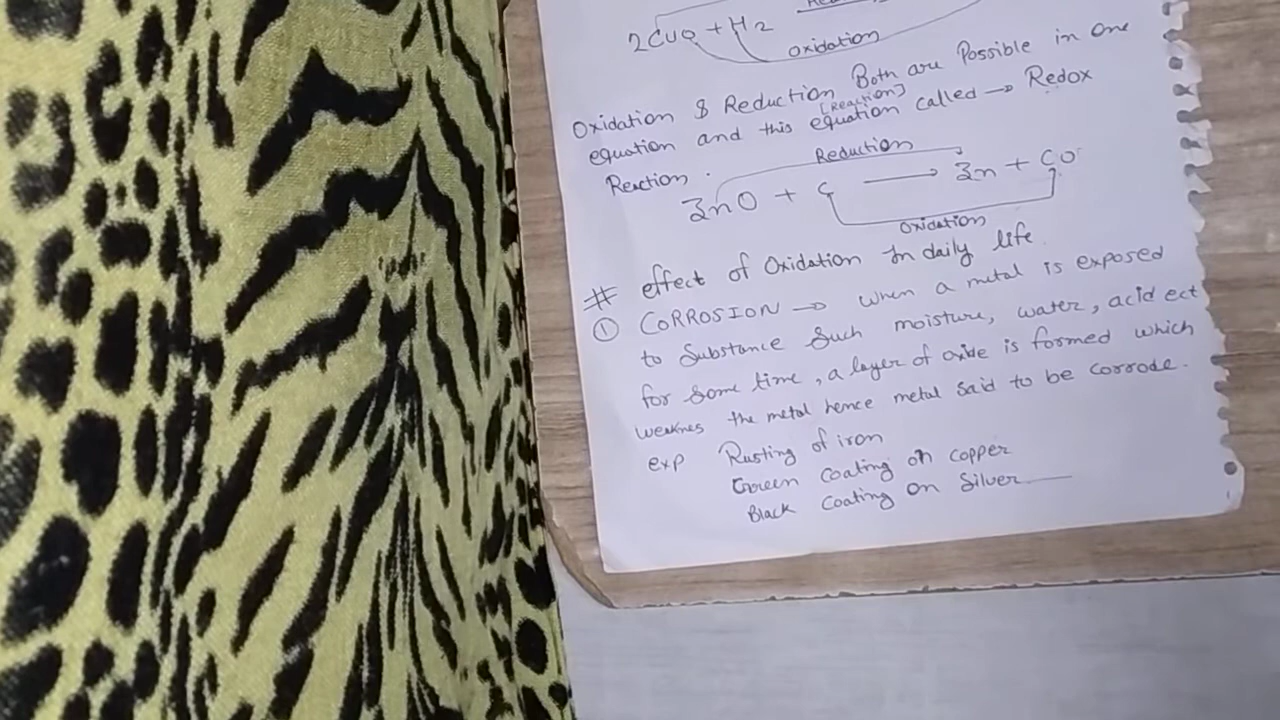 2CuO + H2
Oxidation
Oxidation & Reduction Both are Possible in one
equation and this equation [Reaction] called → Redox
Reaction.
Reduction
ZnO + C → Zn + CO
Oxidation
# effect of Oxidation In daily life
① CORROSION → when a metal is exposed
to Substance Such moisture, water, acid ect
for Some time, a layer of oxide is formed which
weaknes the metal hence metal Said to be corrode.
exp Rusting of iron
Green coating on copper
Black coating on Silver